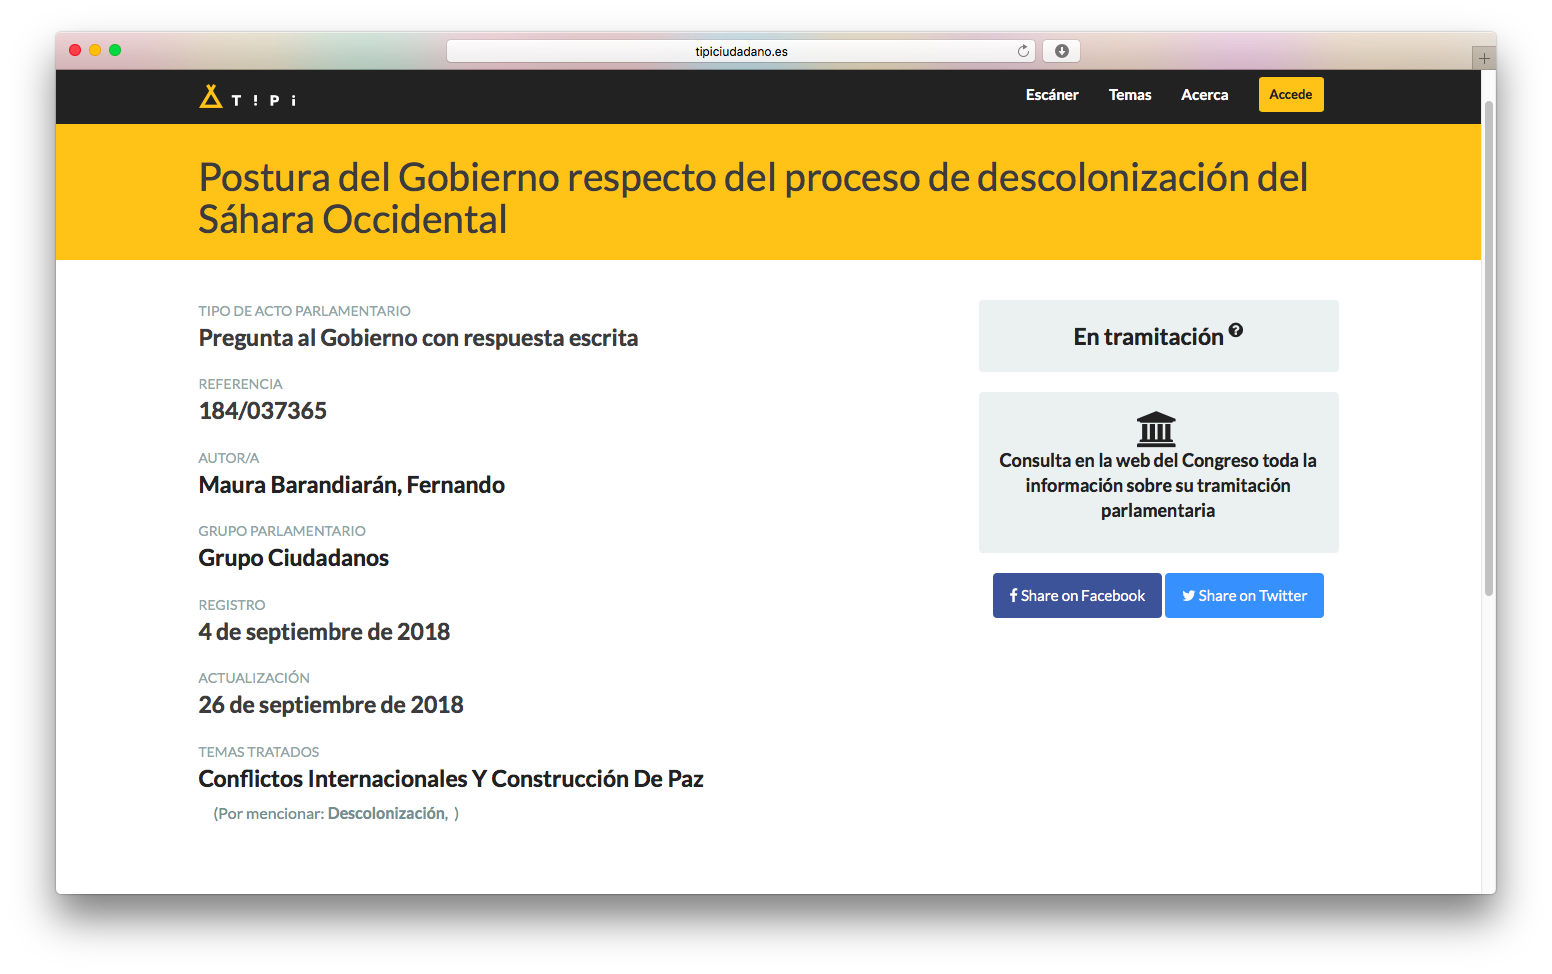 tipiciudadano.es
T!Pi
Escáner
Temas
Acerca
Accede
Postura del Gobierno respecto del proceso de descolonización del
Sáhara Occidental
TIPO DE ACTO PARLAMENTARIO
Pregunta al Gobierno con respuesta escrita
REFERENCIA
184/037365
AUTOR/A
Maura Barandiarán, Fernando
GRUPO PARLAMENTARIO
Grupo Ciudadanos
REGISTRO
4 de septiembre de 2018
ACTUALIZACIÓN
26 de septiembre de 2018
TEMAS TRATADOS
Conflictos Internacionales Y Construcción De Paz
(Por mencionar: Descolonización, )
En tramitación ?
Consulta en la web del Congreso toda la
información sobre su tramitación
parlamentaria
Share on Facebook
Share on Twitter